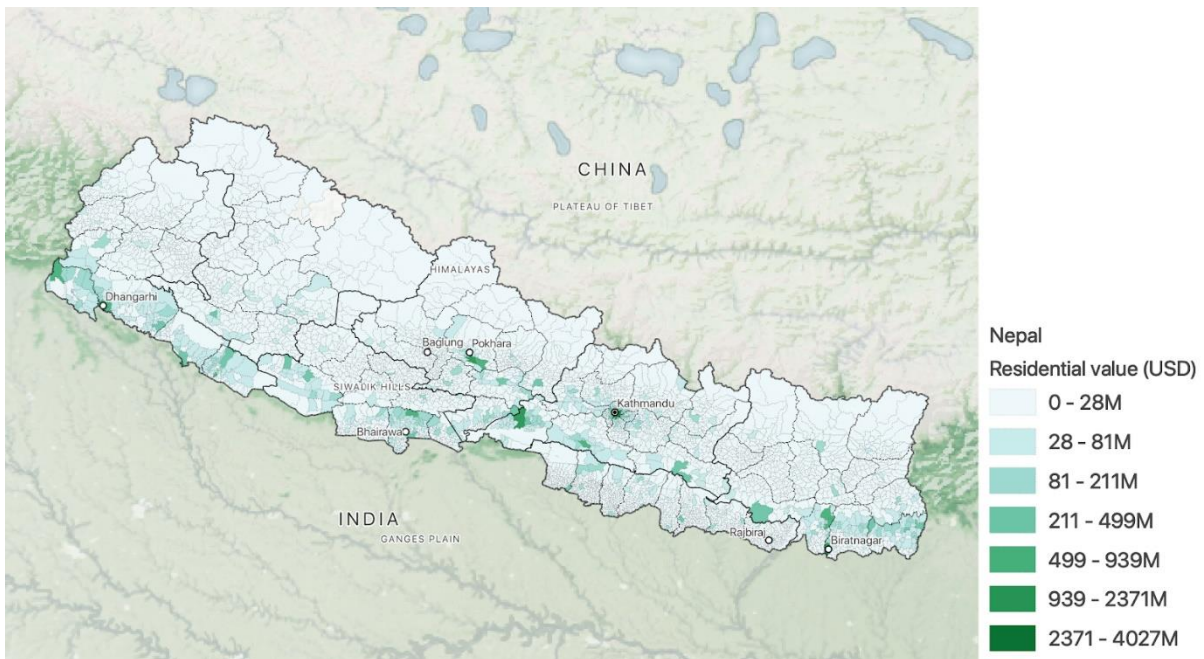 CHINA
PLATEAU OF TIBET
HIMALAYAS
Dhangarhi
Baglung
Pokhara
SIWALIK HILLS
Kathmandu
Bhairawa
INDIA
GANGES PLAIN
Rajbiraj
Biratnagar
Nepal
Residential value (USD)
0 - 28M
28 - 81M
81 - 211M
211 - 499M
499 - 939M
939 - 2371M
2371 - 4027M